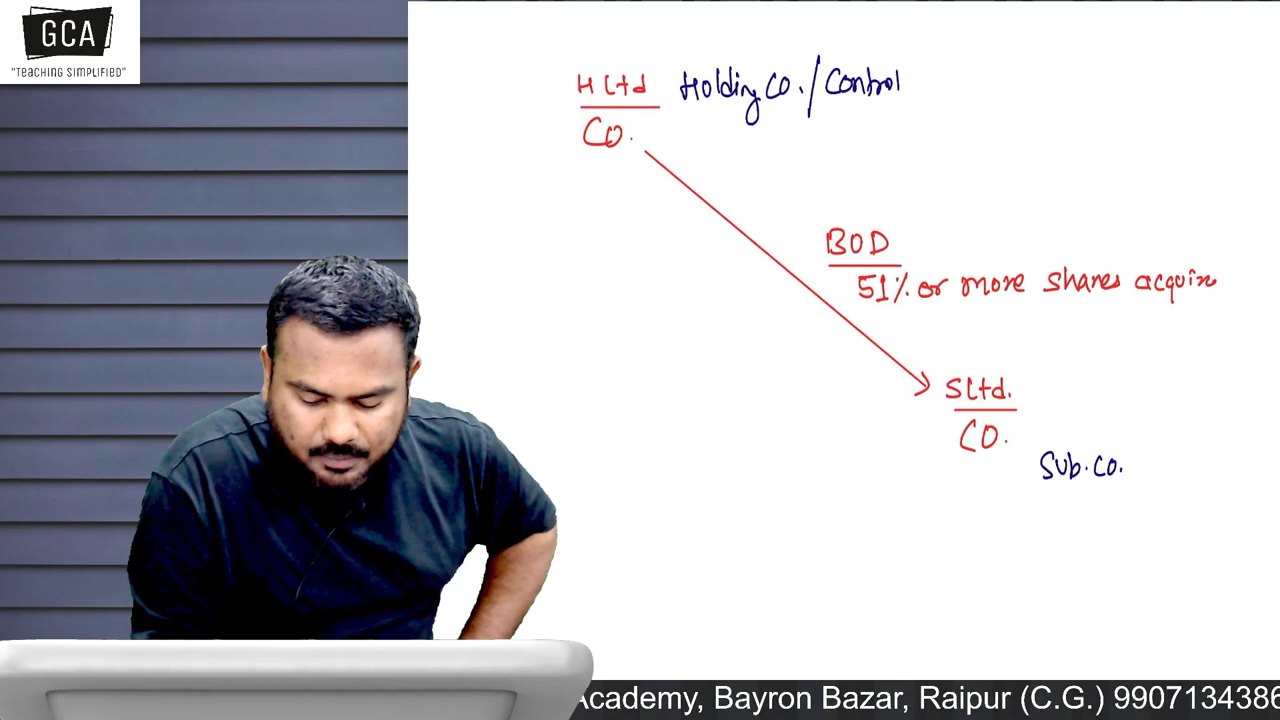 GCA
"TEACHING SIMPLIFIED"
H Ltd Holding Co. / Control
Co.
BOD
51% or more shares acquire
S Ltd.
CO.
Sub. Co.
Academy, Bayron Bazar, Raipur (C.G.) 9907134386